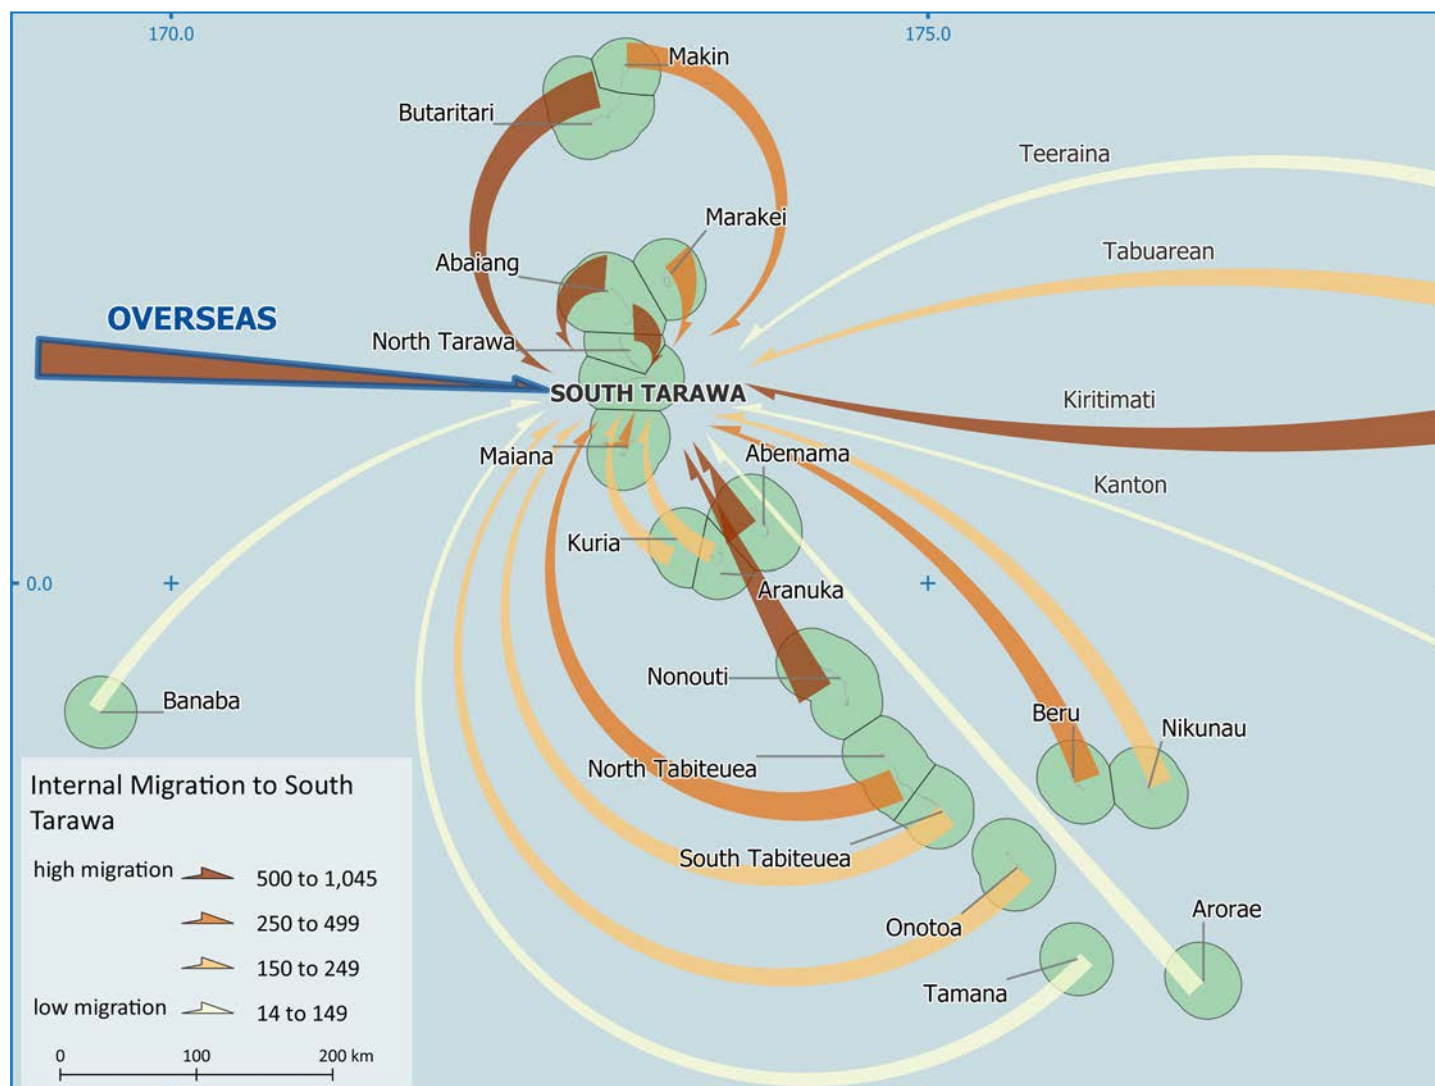 170.0
175.0
Makin
Butaritari
Teeraina
Marakei
Tabuarean
Abaiang
OVERSEAS
North Tarawa
SOUTH TARAWA
Kiritimati
Maiana
Abemama
Kanton
Kuria
0.0
Aranuka
Nonouti
Banaba
Beru
Nikunau
North Tabiteuea
South Tabiteuea
Onotoa
Arorae
Tamana
Internal Migration to South
Tarawa
high migration
500 to 1,045
250 to 499
150 to 249
low migration
14 to 149
0 100 200 km